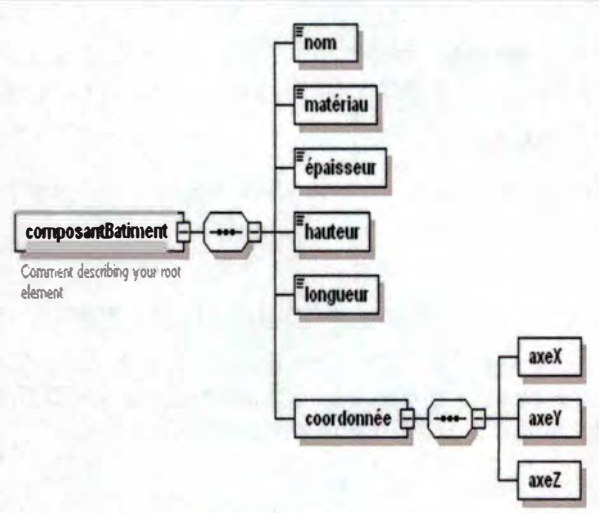 nom
matériau
épaisseur
composantBatiment
hauteur
Comment describing your root
element
longueur
coordonnée
axeX
axeY
axeZ